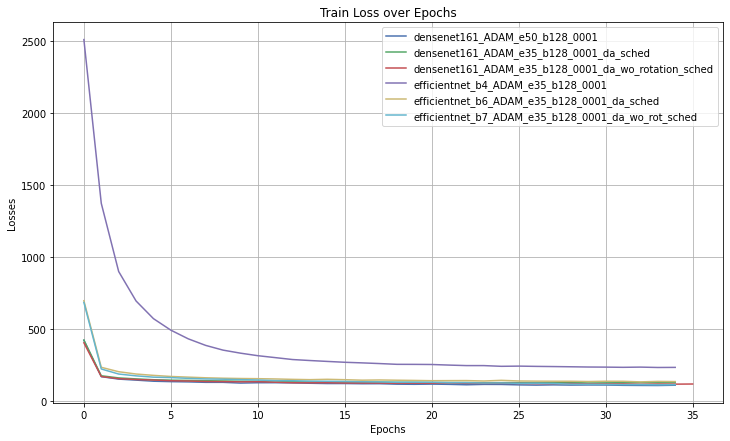 Train Loss over Epochs
densenet161_ADAM_e50_b128_0001
densenet161_ADAM_e35_b128_0001_da_sched
densenet161_ADAM_e35_b128_0001_da_wo_rotation_sched
efficientnet_b4_ADAM_e35_b128_0001
efficientnet_b6_ADAM_e35_b128_0001_da_sched
efficientnet_b7_ADAM_e35_b128_0001_da_wo_rot_sched
2500
2000
1500
1000
500
0
Losses
0 5 10 15 20 25 30 35
Epochs